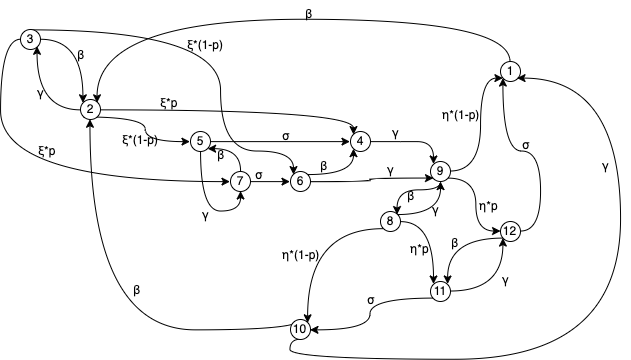 β
3
ξ*(1-p)
β
1
γ
2
ξ*p
η*(1-p)
ξ*(1-p)
5
σ
4
γ
ξ*p
β
7
σ
6
β
γ
9
σ
γ
γ
β
γ
η*p
8
12
η*(1-p)
η*p
β
β
11
γ
σ
10